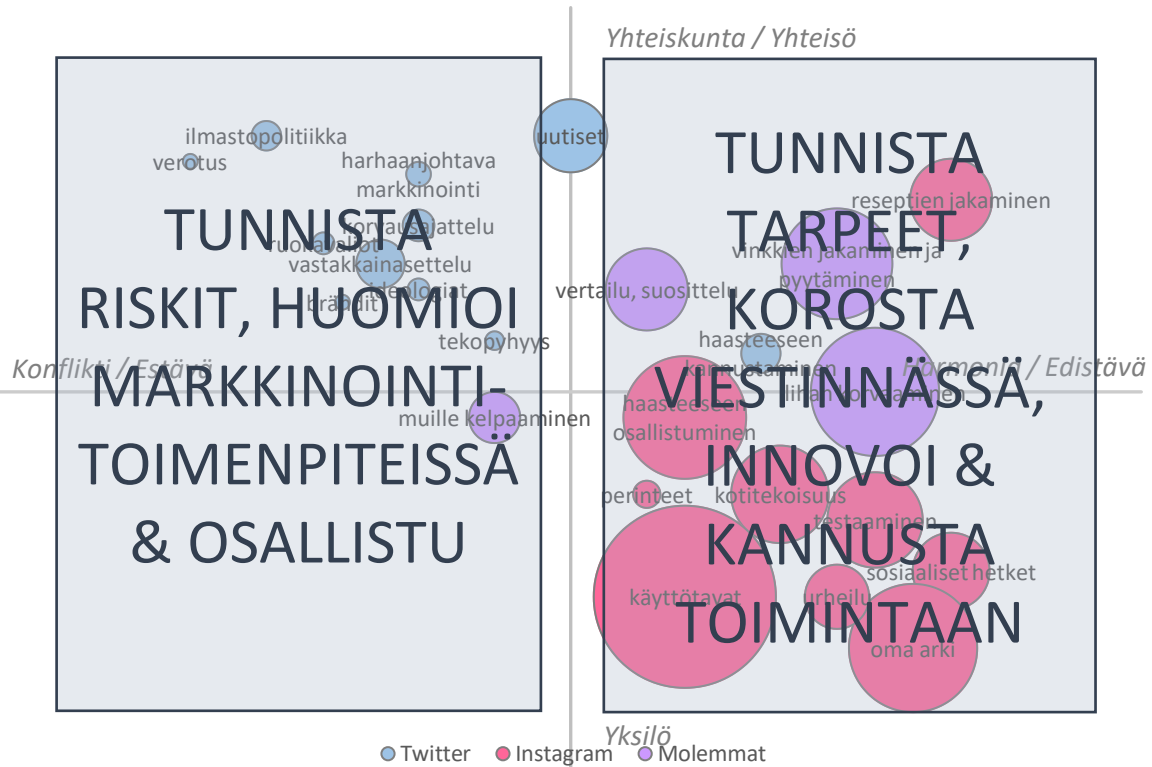 Yhteiskunta / Yhteisö
uutiset
ilmastopolitiikka
verotus
harhaanjohtava
markkinointi
korvausajattelu
ruokavaliot
vastakkainasettelu
ideologiat
brändit
tekopyhyys
Konflikti / Estävä
muille kelpaaminen
TUNNISTA
RISKIT, HUOMIOI
MARKKINOINTI-
TOIMENPITEISSÄ
& OSALLISTU
reseptien jakaminen
vinkkien jakaminen ja
pyytäminen
vertailu, suosittelu
haasteeseen
kannustaminen
Harmonia / Edistävä
lihan korvaaminen
haasteeseen
osallistuminen
perinteet
kotitekoisuus
testaaminen
sosiaaliset hetket
käyttötavat
urheilu
oma arki
TUNNISTA
TARPEET,
KOROSTA
VIESTINNÄSSÄ,
INNOVOI &
KANNUSTA
TOIMINTAAN
Yksilö
Twitter
Instagram
Molemmat